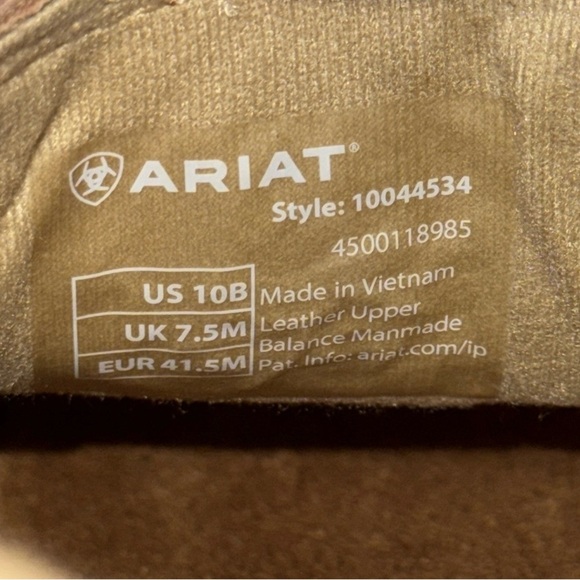 ARIAT®
Style: 10044534
4500118985
US 10B
UK 7.5M
EUR 41.5M
Made in Vietnam
Leather Upper
Balance Manmade
Pat. Info: ariat.com/ip